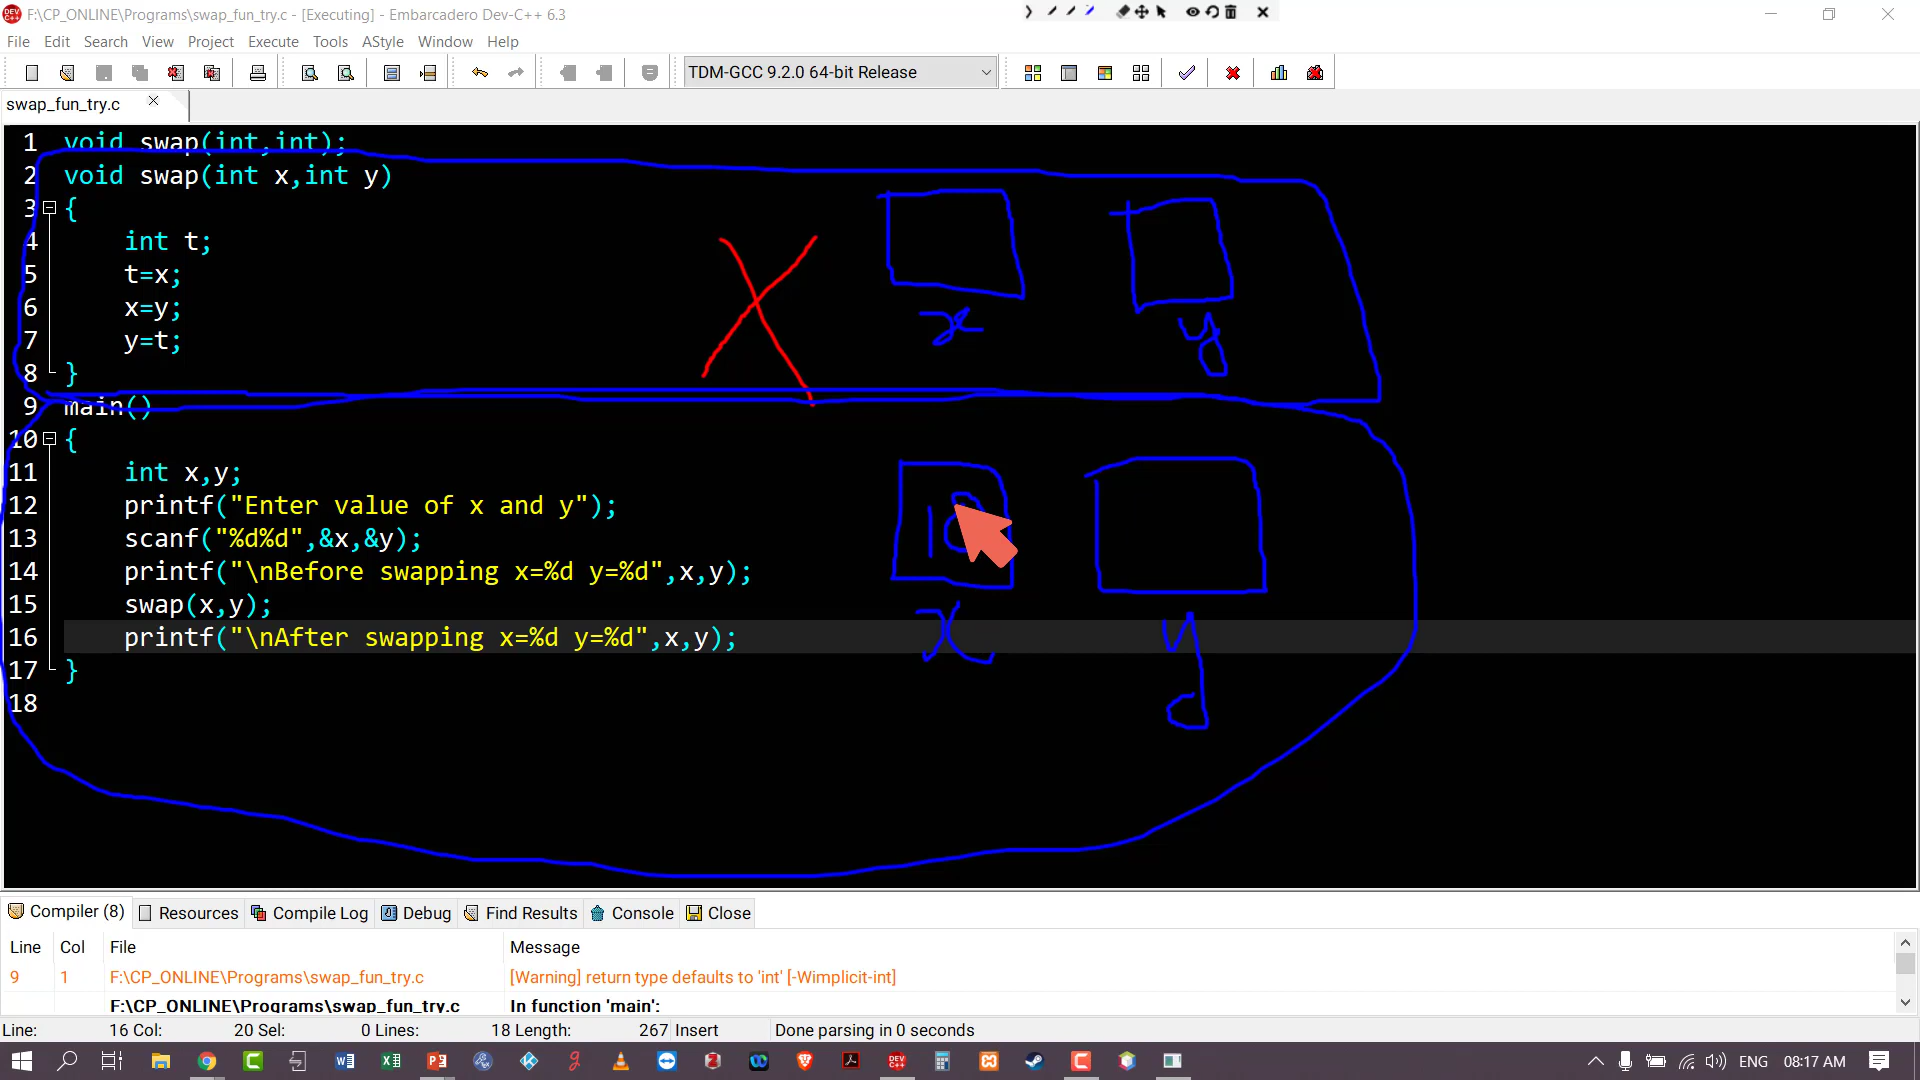 F:\CP_ONLINE\Programs\swap_fun_try.c - [Executing] - Embarcadero Dev-C++ 6.3
File Edit Search View Project Execute Tools AStyle Window Help
TDM-GCC 9.2.0 64-bit Release
swap_fun_try.c
1 void swap(int,int);
2 void swap(int x,int y)
3 {
4 int t;
5 t=x;
6 x=y;
7 y=t;
8 }
x y
9 main()
10 {
11 int x,y;
12 printf("Enter value of x and y");
13 scanf("%d%d",&x,&y);
10
14 printf("\nBefore swapping x=%d y=%d",x,y);
15 swap(x,y);
16 printf("\nAfter swapping x=%d y=%d",x,y);
x y
17 }
18
Compiler (8) Resources Compile Log Debug Find Results Console Close
Line Col File Message
9 1 F:\CP_ONLINE\Programs\swap_fun_try.c [Warning] return type defaults to 'int' [-Wimplicit-int]
F:\CP_ONLINE\Programs\swap_fun_try.c In function 'main':
Line: 16 Col: 20 Sel: 0 Lines: 18 Length: 267 Insert Done parsing in 0 seconds
ENG 08:17 AM